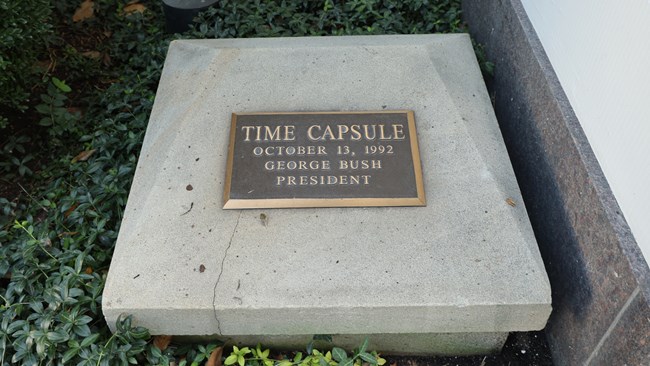 TIME CAPSULE
OCTOBER 13, 1992
GEORGE BUSH
PRESIDENT